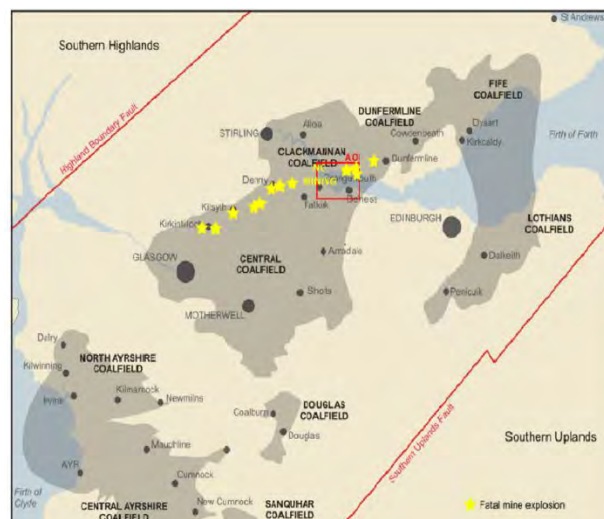 St Andrews
Southern Highlands
Highland Boundary Fault
FIFE
COALFIELD
DUNFERMLINE
COALFIELD
Dysart
Kirkcaldy
Firth of Forth
STIRLING
Alloa
Cowdenbeath
CLACKMANNAN
COALFIELD
Dunfermline
Denny
MINING
Falkirk
Kilsyth
Kirkintilloch
EDINBURGH
LOTHIANS
COALFIELD
Armadale
Dalkeith
GLASGOW
CENTRAL
COALFIELD
Shotts
Penicuik
MOTHERWELL
Dalry
NORTH AYRSHIRE
COALFIELD
Kilwinning
Irvine
Kilmarnock
Newmilns
DOUGLAS
COALFIELD
Coalburn
Douglas
Southern Uplands Fault
Southern Uplands
Mauchline
AYR
Cumnock
Firth of
Clyde
New Cumnock
CENTRAL AYRSHIRE
COALFIELD
SANQUHAR
COALFIELD
Fatal mine explosion